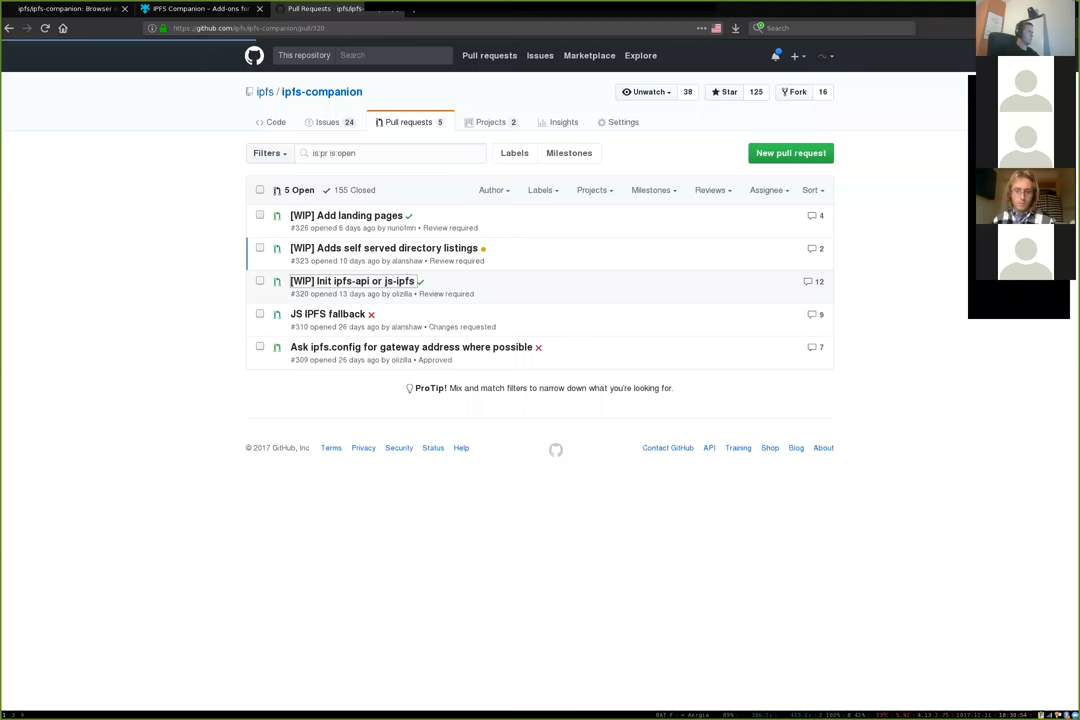 ipfs/ipfs-companion: Browser
IPFS Companion – Add-ons for
Pull Requests · ipfs/ipfs-
https://github.com/ipfs/ipfs-companion/pull/320
Search
This repository
Search
Pull requests
Issues
Marketplace
Explore
ipfs / ipfs-companion
Unwatch
38
Star
125
Fork
16
Code
Issues 24
Pull requests 5
Projects 2
Insights
Settings
Filters
is:pr is:open
Labels
Milestones
New pull request
5 Open
155 Closed
Author
Labels
Projects
Milestones
Reviews
Assignee
Sort
[WIP] Add landing pages
4
#326 opened 6 days ago by nunofmn • Review required
[WIP] Adds self served directory listings
2
#323 opened 10 days ago by alanshaw • Review required
[WIP] Init ipfs-api or js-ipfs
12
#320 opened 13 days ago by olizilla • Review required
JS IPFS fallback
9
#310 opened 26 days ago by alanshaw • Changes requested
Ask ipfs.config for gateway address where possible
7
#309 opened 26 days ago by olizilla • Approved
ProTip! Mix and match filters to narrow down what you're looking for.
© 2017 GitHub, Inc.
Terms
Privacy
Security
Status
Help
Contact GitHub
API
Training
Shop
Blog
About
2017-12-11